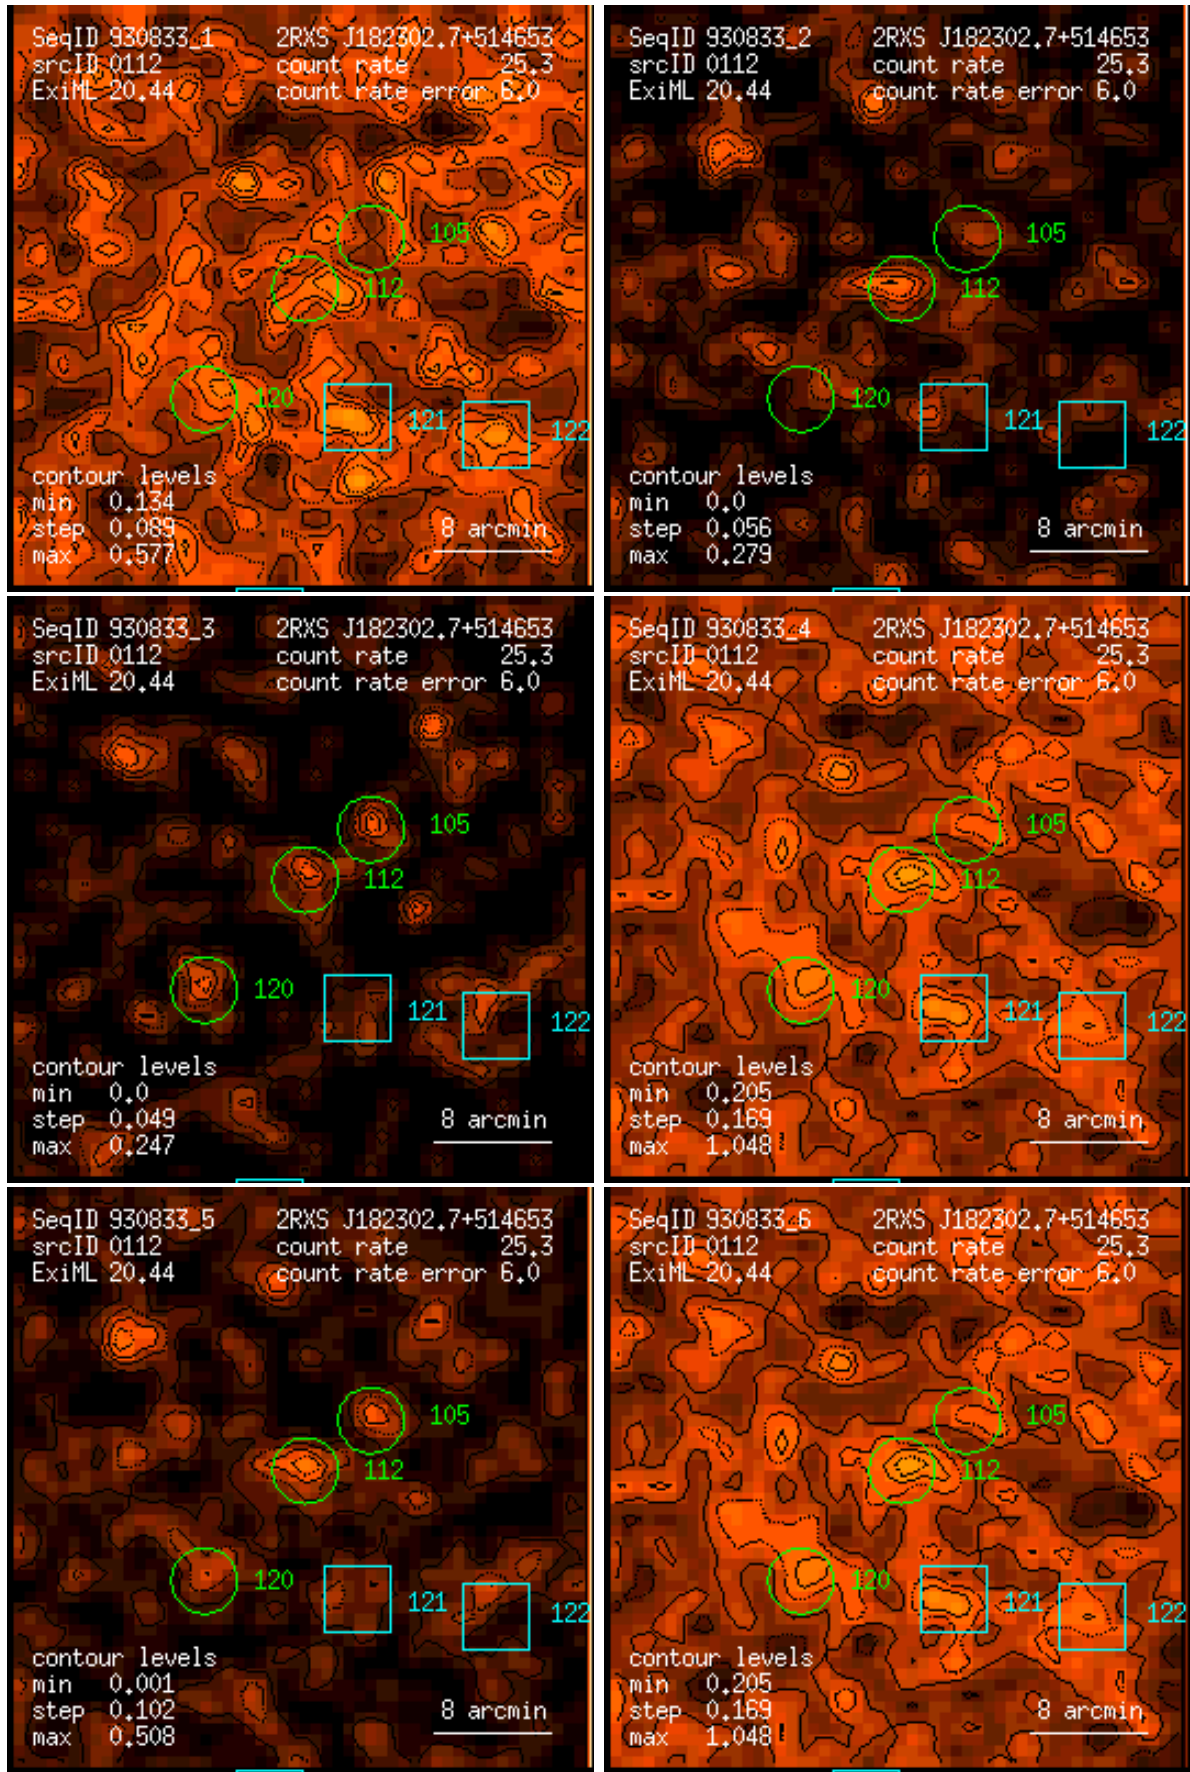 SeqID 930833_1 2RXS J182302.7+514653
srcID 0112 count rate 25.3
ExiML 20.44 count rate error 6.0
105
112
120
121
122
contour levels
min 0.134
step 0.089 8 arcmin
max 0.577
SeqID 930833_2 2RXS J182302.7+514653
srcID 0112 count rate 25.3
ExiML 20.44 count rate error 6.0
105
112
120
121
122
contour levels
min 0.0
step 0.056 8 arcmin
max 0.279
SeqID 930833_3 2RXS J182302.7+514653
srcID 0112 count rate 25.3
ExiML 20.44 count rate error 6.0
105
112
120
121
122
contour levels
min 0.0
step 0.049 8 arcmin
max 0.247
SeqID 930833_4 2RXS J182302.7+514653
srcID 0112 count rate 25.3
ExiML 20.44 count rate error 6.0
105
112
120
121
122
contour levels
min 0.205
step 0.169 8 arcmin
max 1.048
SeqID 930833_5 2RXS J182302.7+514653
srcID 0112 count rate 25.3
ExiML 20.44 count rate error 6.0
105
112
120
121
122
contour levels
min 0.001
step 0.102 8 arcmin
max 0.508
SeqID 930833_6 2RXS J182302.7+514653
srcID 0112 count rate 25.3
ExiML 20.44 count rate error 6.0
105
112
120
121
122
contour levels
min 0.205
step 0.169 8 arcmin
max 1.048